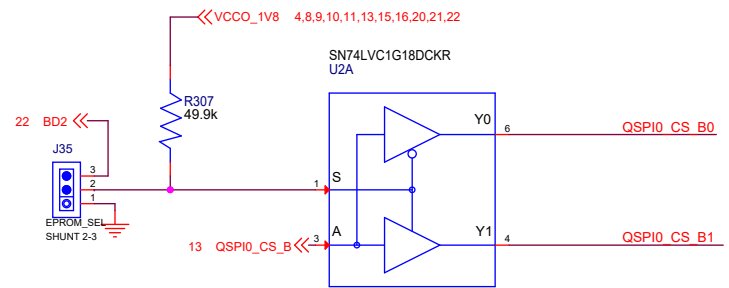 VCCO_1V8 4,8,9,10,11,13,15,16,20,21,22
SN74LVC1G18DCKR
U2A
R307
49.9k
22 BD2
J35
3
2
1
EPROM_SEL
SHUNT 2-3
1 S
3 A
13 QSPI0_CS_B
Y0 6
QSPI0_CS_B0
Y1 4
QSPI0_CS_B1